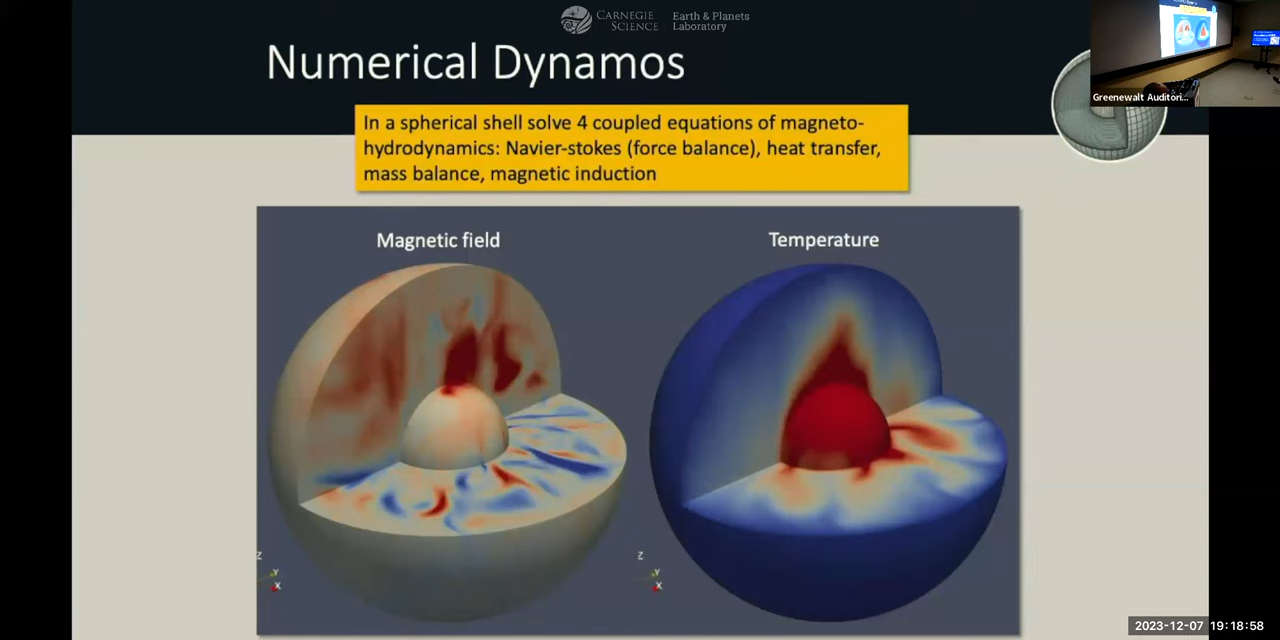 CARNEGIE SCIENCE
Earth & Planets Laboratory
Numerical Dynamos
In a spherical shell solve 4 coupled equations of magneto-
hydrodynamics: Navier-stokes (force balance), heat transfer,
mass balance, magnetic induction
Magnetic field
Temperature
Z
Y
X
Z
Y
X
Greenewalt Auditori...
2023-12-07 19:18:58